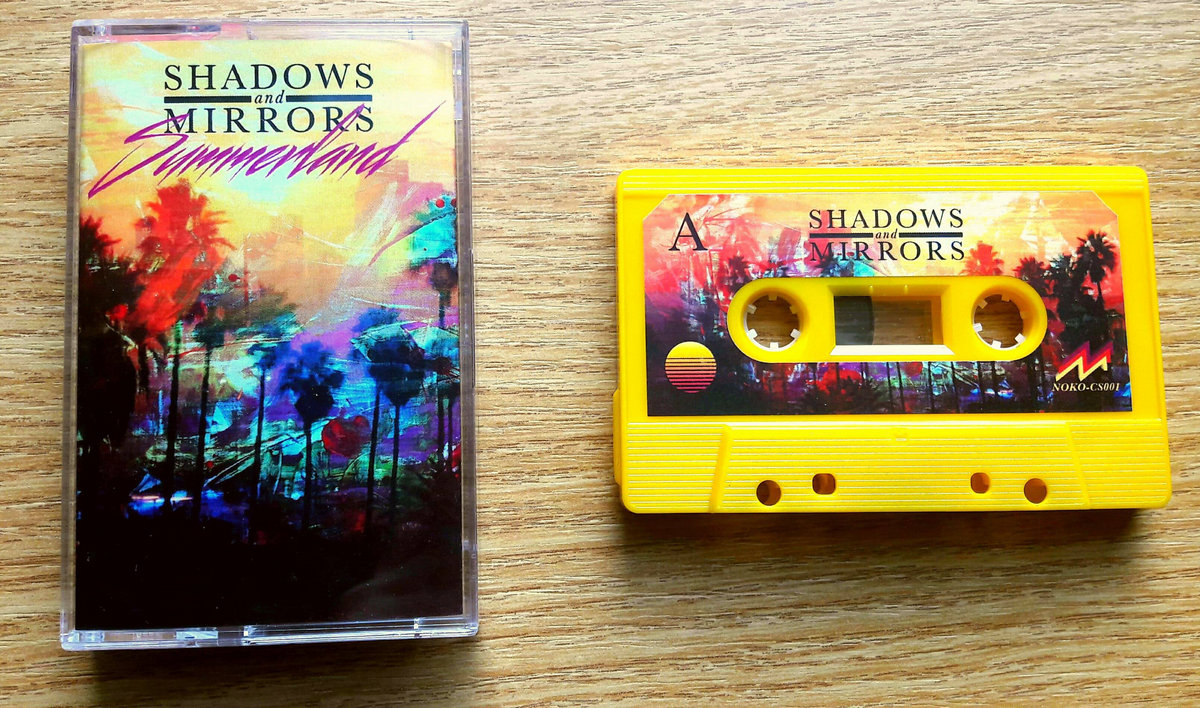 SHADOWS
and
MIRRORS
Summerland
A
SHADOWS
and
MIRRORS
NOKO-CS001